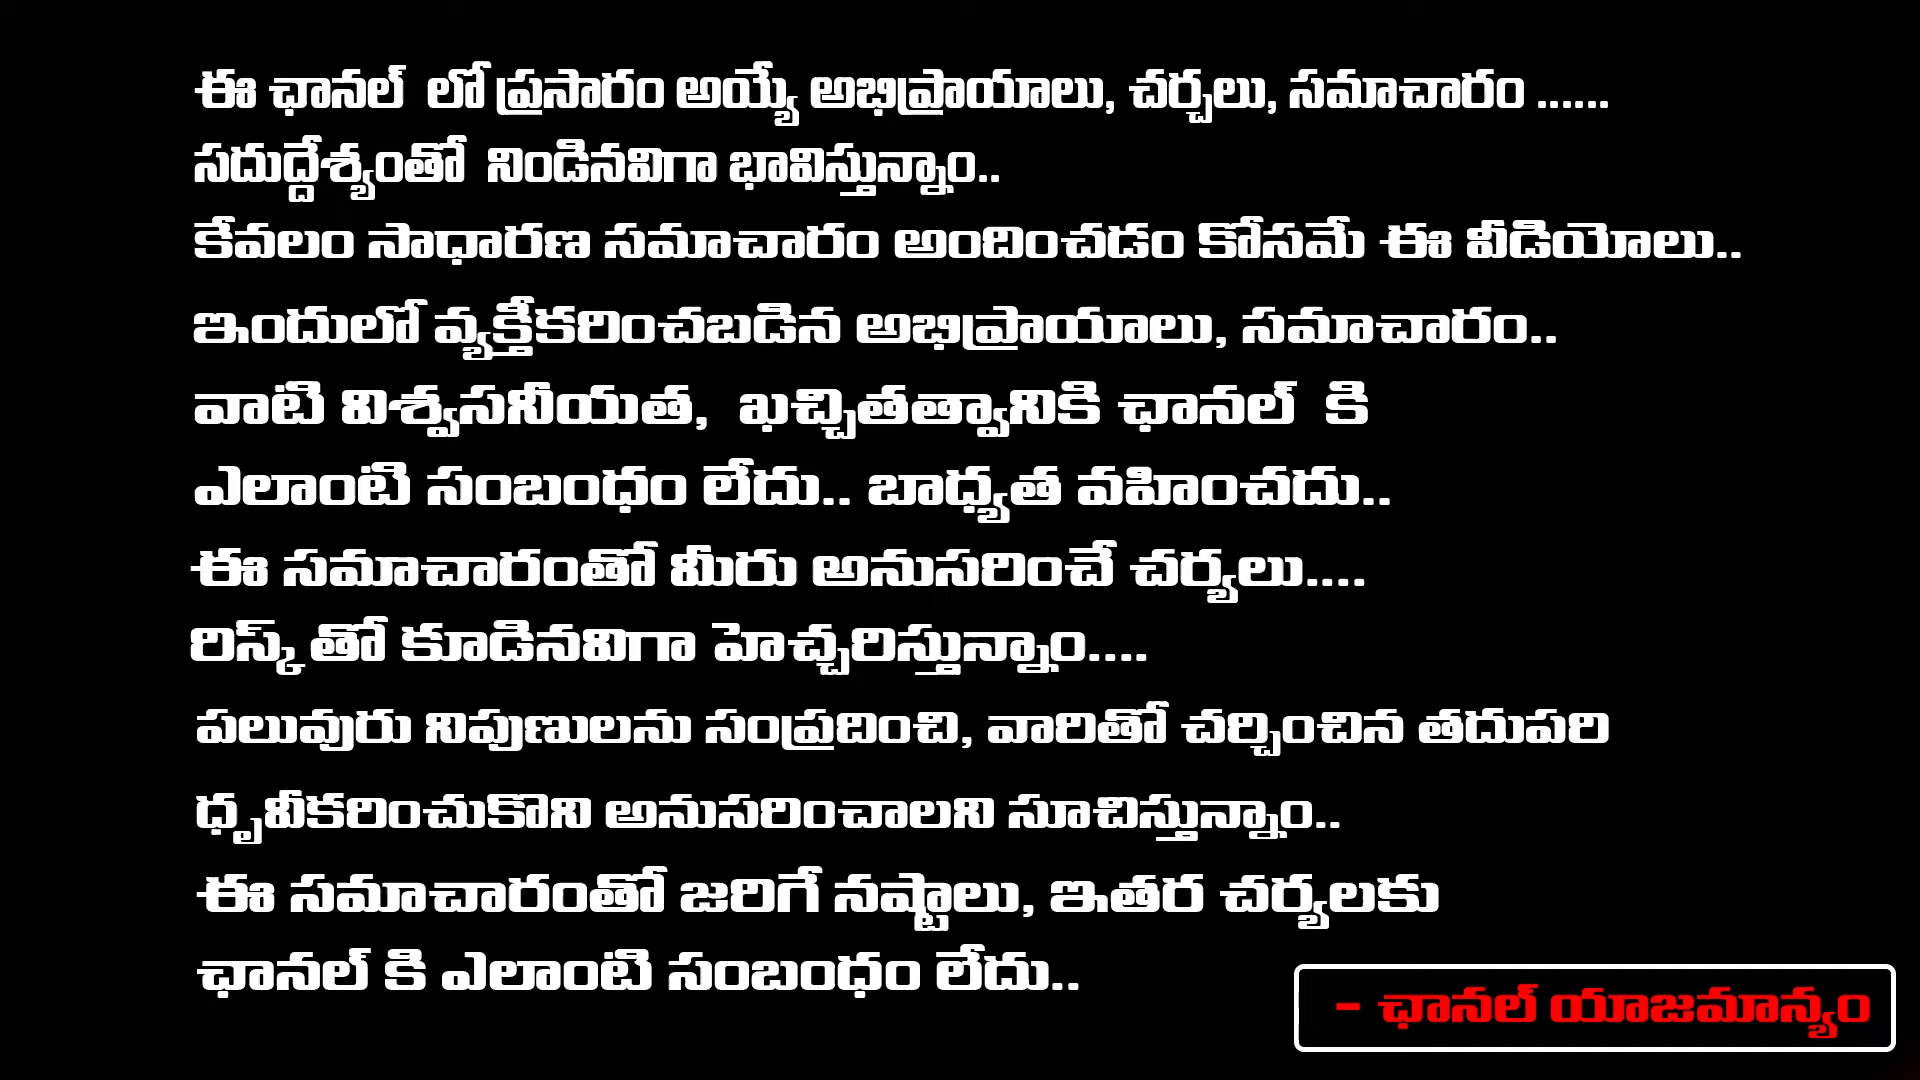 ఈ ఛానల్ లో ప్రసారం అయ్యే అభిప్రాయాలు, చర్చలు, సమాచారం ......
సదుద్దేశ్యంతో నిండినవిగా భావిస్తున్నాం..
కేవలం సాధారణ సమాచారం అందించడం కోసమే ఈ వీడియోలు..
ఇందులో వ్యక్తీకరించబడిన అభిప్రాయాలు, సమాచారం..
వాటి విశ్వసనీయత, ఖచ్చితత్వానికి ఛానల్ కి
ఎలాంటి సంబంధం లేదు.. బాధ్యత వహించదు..
ఈ సమాచారంతో మీరు అనుసరించే చర్యలు....
రిస్క్ తో కూడినవిగా హెచ్చరిస్తున్నాం....
పలువురు నిపుణులను సంప్రదించి, వారితో చర్చించిన తదుపరి
ధృవీకరించుకొని అనుసరించాలని సూచిస్తున్నాం..
ఈ సమాచారంతో జరిగే నష్టాలు, ఇతర చర్యలకు
ఛానల్ కి ఎలాంటి సంబంధం లేదు..
- ఛానల్ యాజమాన్యం